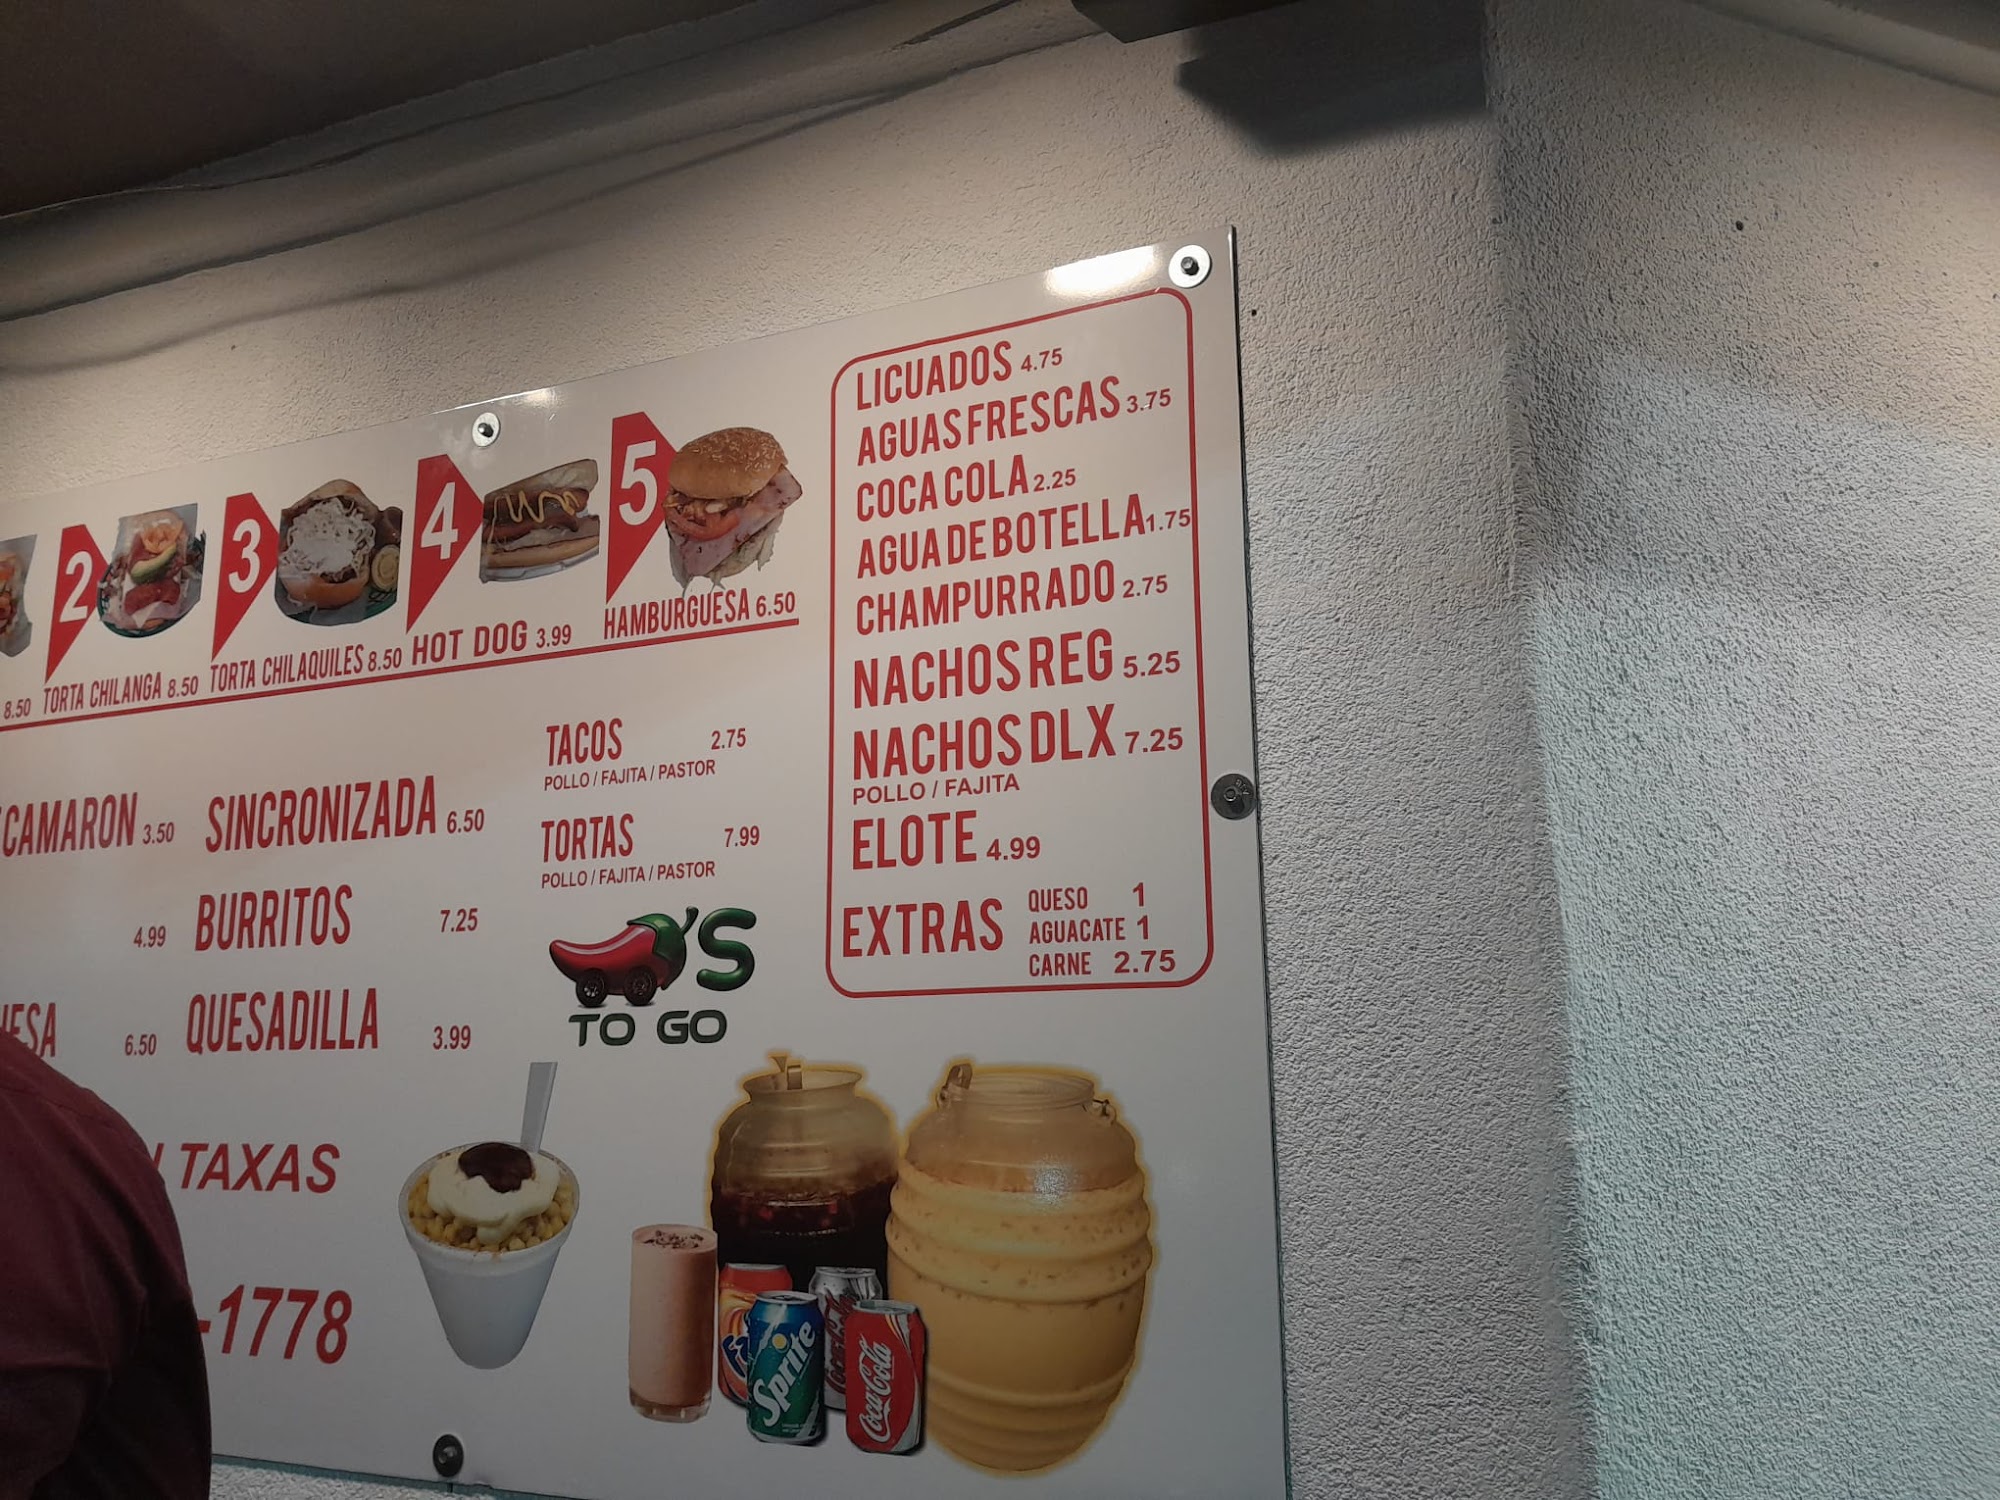 2
3
4
5
8.50 TORTA CHILANGA 8.50 TORTA CHILAQUILES 8.50 HOT DOG 3.99 HAMBURGUESA 6.50
CAMARON 3.50
4.99
6.50
SINCRONIZADA 6.50
BURRITOS 7.25
QUESADILLA 3.99
TACOS 2.75
POLLO / FAJITA / PASTOR
TORTAS 7.99
POLLO / FAJITA / PASTOR
'S
TO GO
LICUADOS 4.75
AGUAS FRESCAS 3.75
COCA COLA 2.25
AGUA DE BOTELLA 1.75
CHAMPURRADO 2.75
NACHOS REG 5.25
NACHOS DLX 7.25
POLLO / FAJITA
ELOTE 4.99
EXTRAS
QUESO 1
AGUACATE 1
CARNE 2.75
TAXAS
-1778
Sprite
Coca-Cola